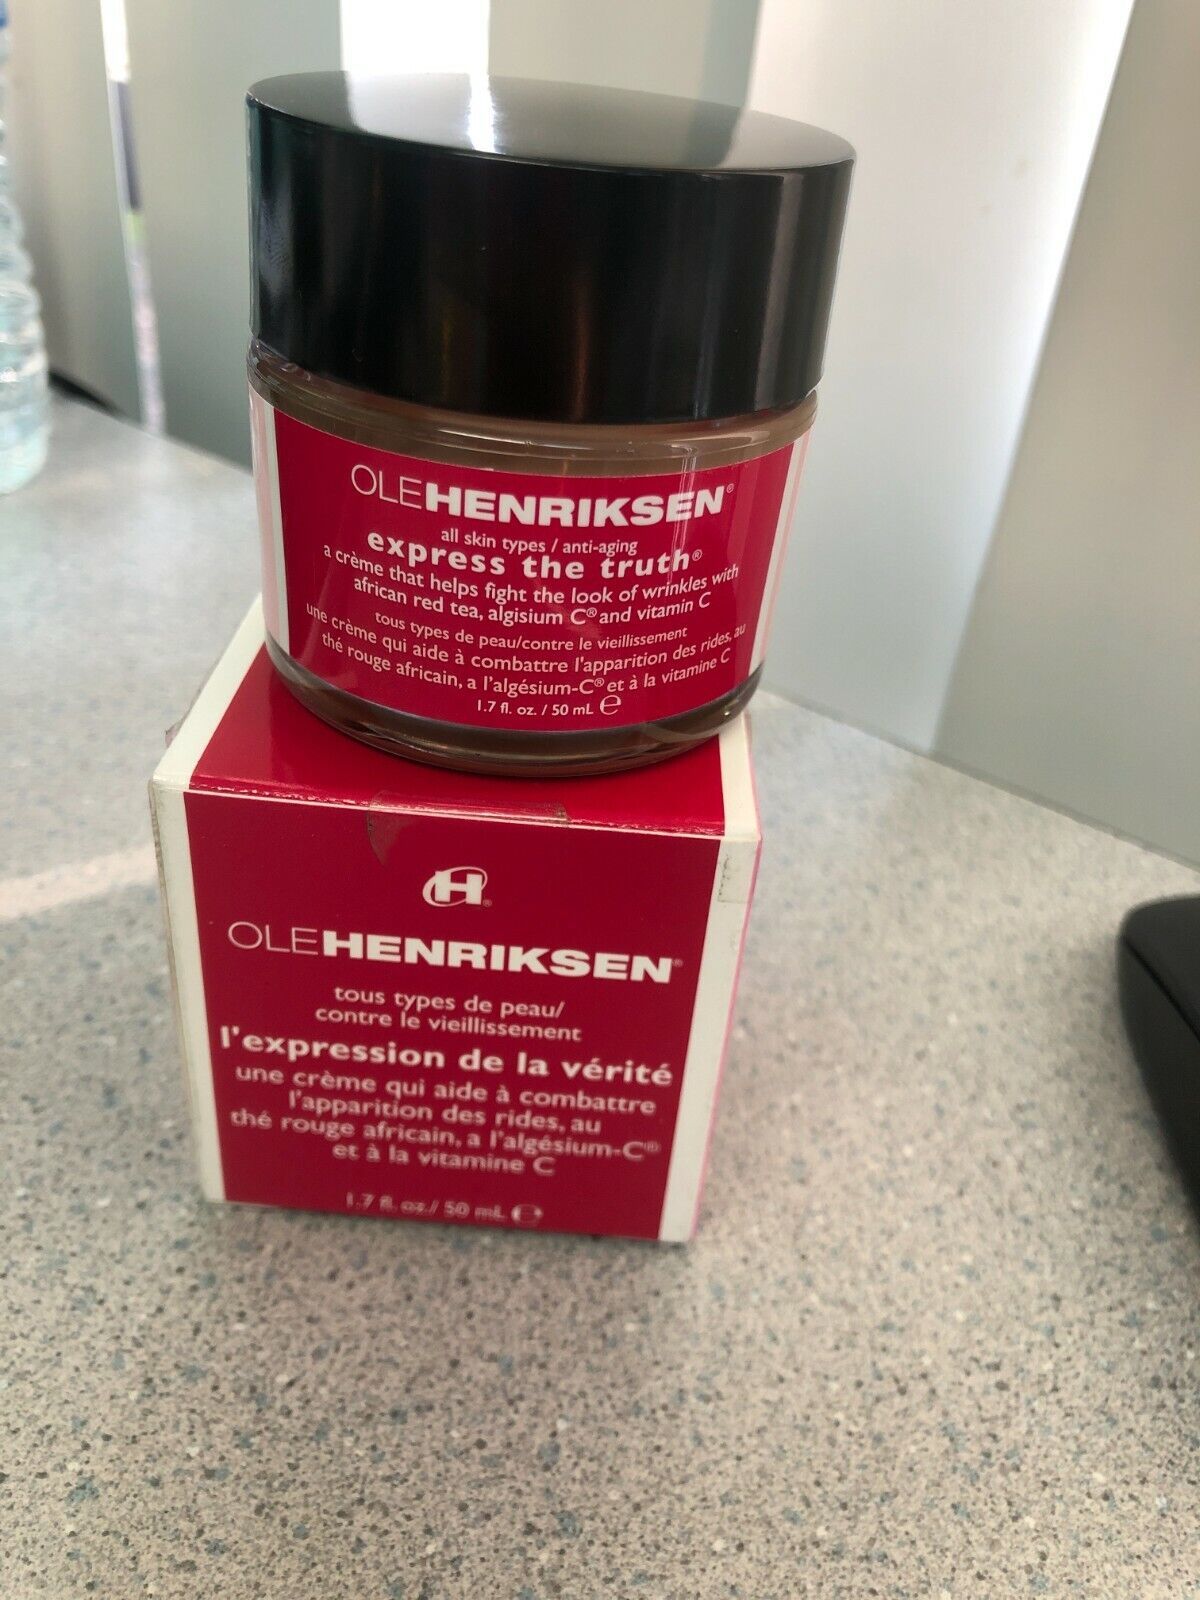 OLEHENRIKSEN®
all skin types / anti-aging
express the truth®
a crème that helps fight the look of wrinkles with
african red tea, algisium C® and vitamin C
tous types de peau/contre le vieillissement
une crème qui aide à combattre l'apparition des rides, au
thé rouge africain, a l'algésium-C® et à la vitamine C
1.7 fl. oz. / 50 mL ℮
H®
OLEHENRIKSEN®
tous types de peau/
contre le vieillissement
l'expression de la vérité
une crème qui aide à combattre
l'apparition des rides, au
thé rouge africain, a l'algésium-C®
et à la vitamine C
1.7 fl. oz./ 50 mL ℮